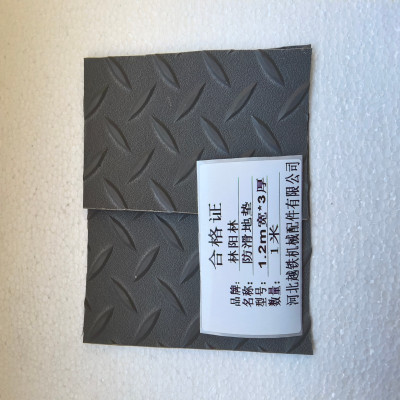 合格证
品牌：林阳林
名称：防滑地垫
型号：1.2m宽*3厚
数量：1米
河北越铁机械配件有限公司